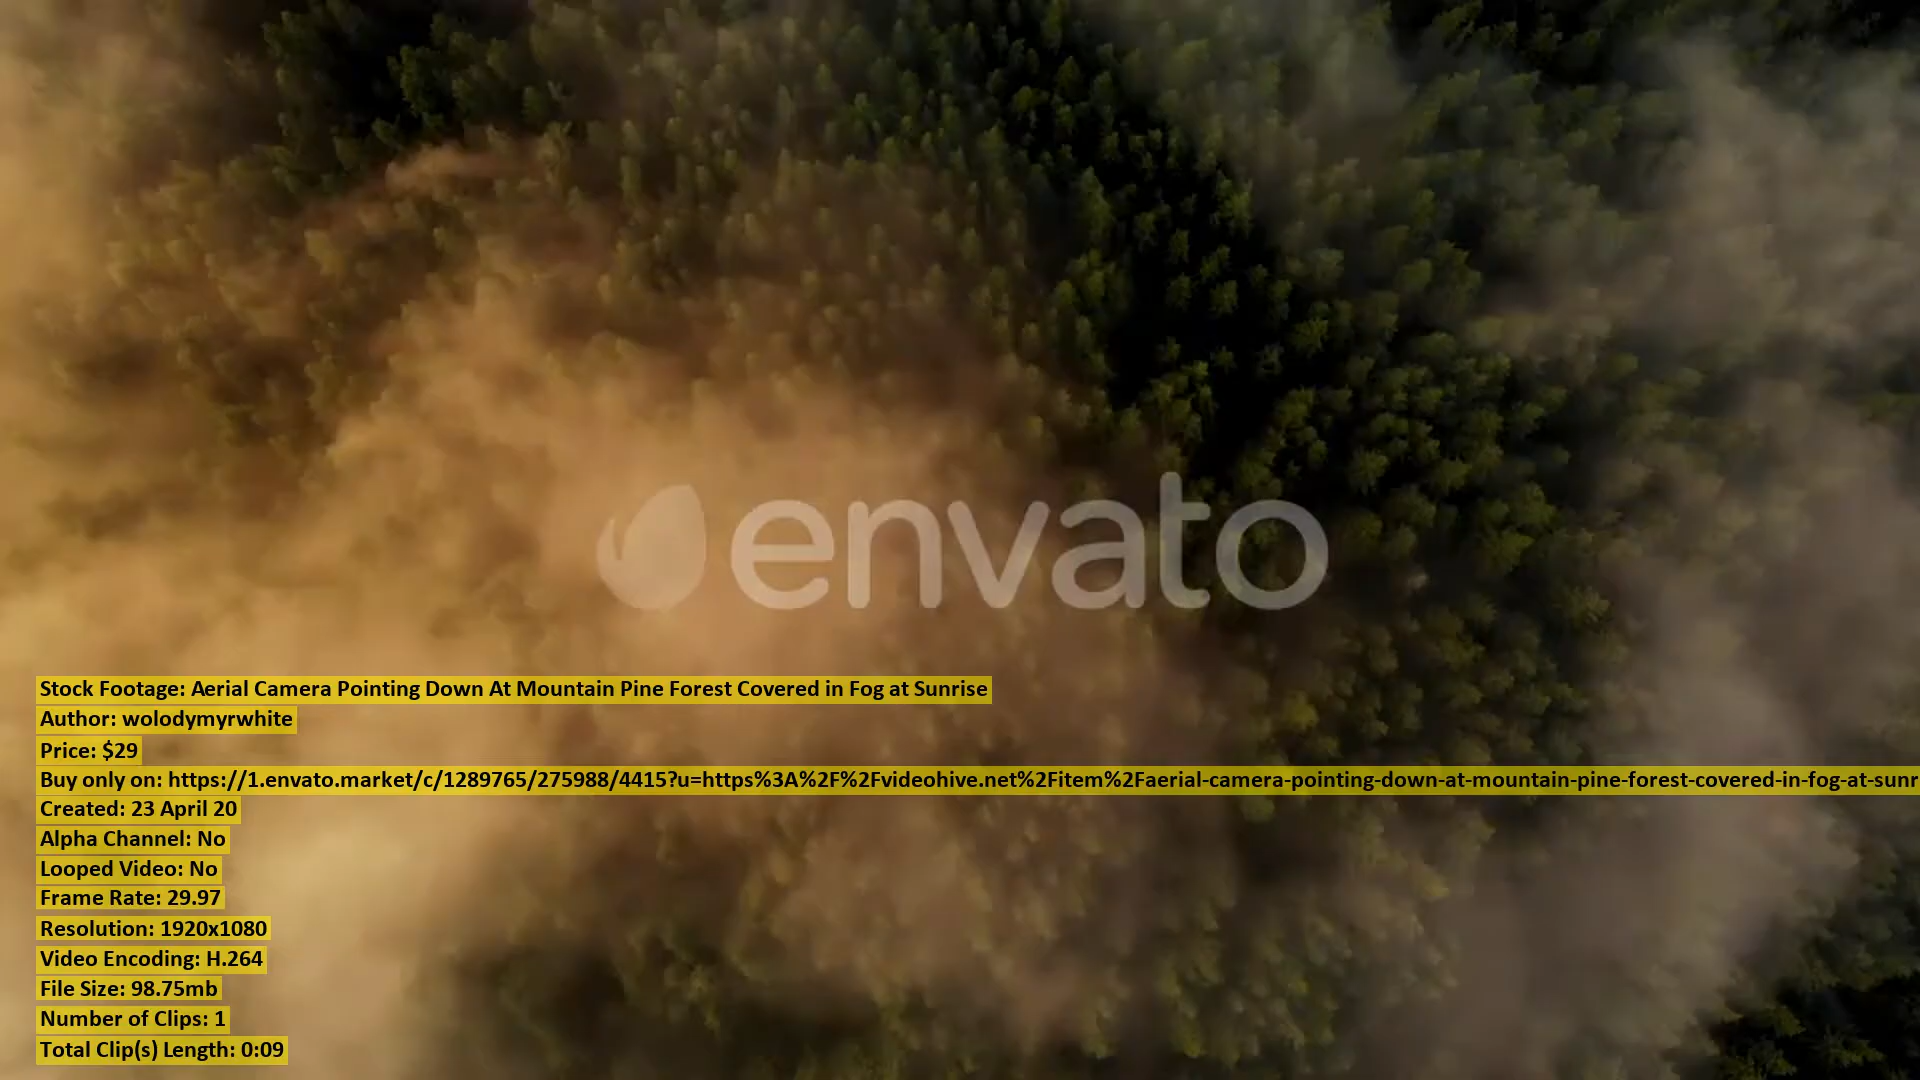 envato
Stock Footage: Aerial Camera Pointing Down At Mountain Pine Forest Covered in Fog at Sunrise
Author: wolodymyrwhite
Price: $29
Buy only on: https://1.envato.market/c/1289765/275988/4415?u=https%3A%2F%2Fvideohive.net%2Fitem%2Faerial-camera-pointing-down-at-mountain-pine-forest-covered-in-fog-at-sunr
Created: 23 April 20
Alpha Channel: No
Looped Video: No
Frame Rate: 29.97
Resolution: 1920x1080
Video Encoding: H.264
File Size: 98.75mb
Number of Clips: 1
Total Clip(s) Length: 0:09